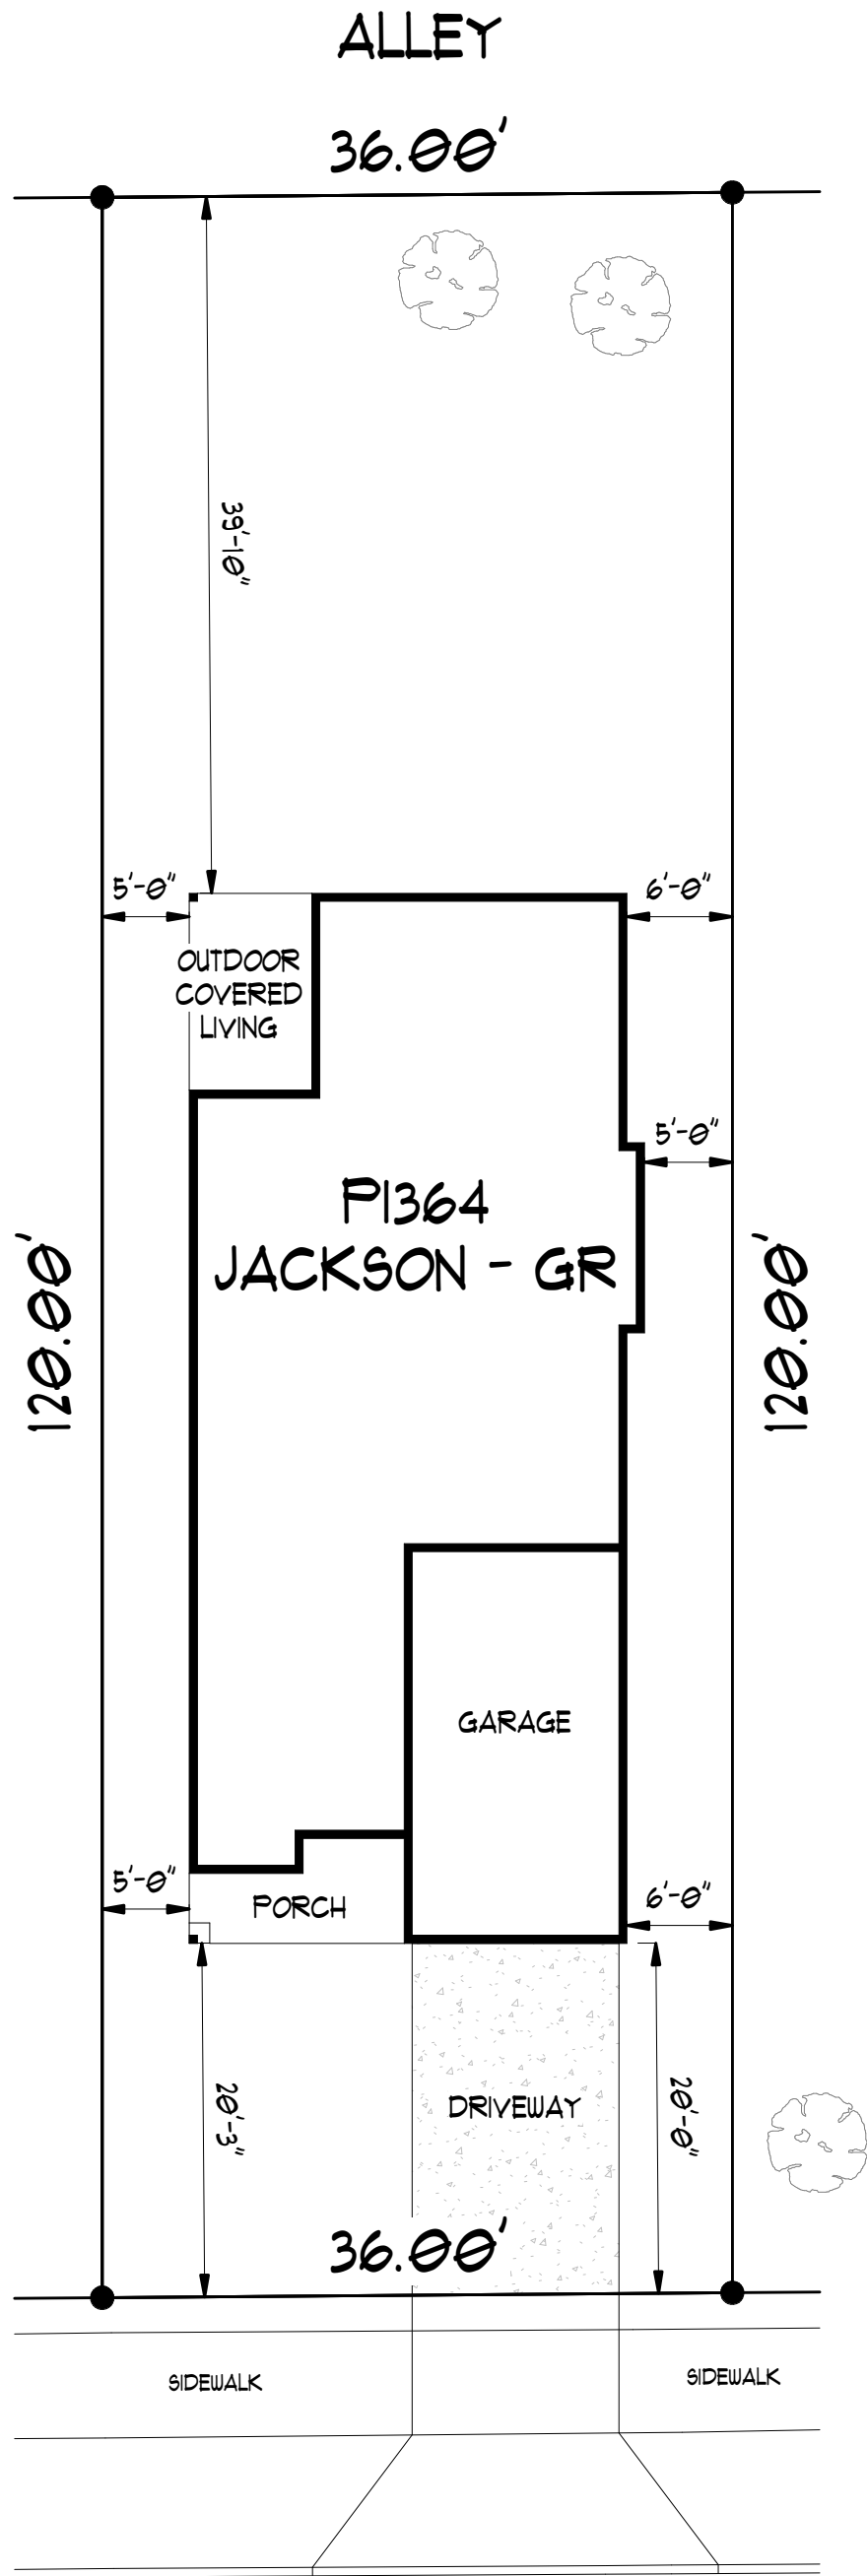 ALLEY
36.00'
39'-10"
5'-0"
6'-0"
OUTDOOR
COVERED
LIVING
5'-0"
P1364
JACKSON - GR
120.00'
120.00'
GARAGE
5'-0"
PORCH
6'-0"
20'-3"
DRIVEWAY
20'-0"
36.00'
SIDEWALK
SIDEWALK